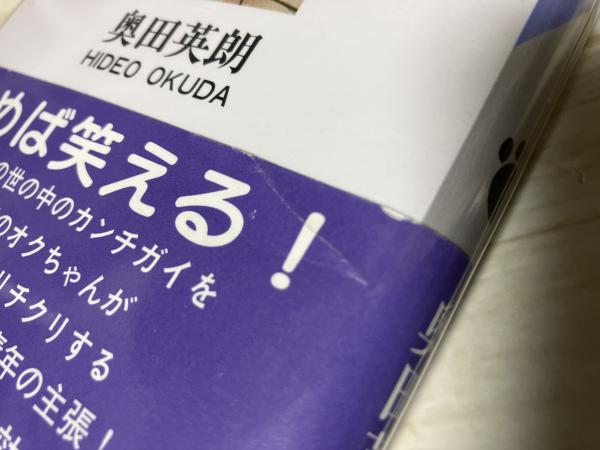 奥田英朗
HIDEO OKUDA
めば笑える!
の世の中のカンチガイを
のオクちゃんが
リチクリする
年の主張!
奥田